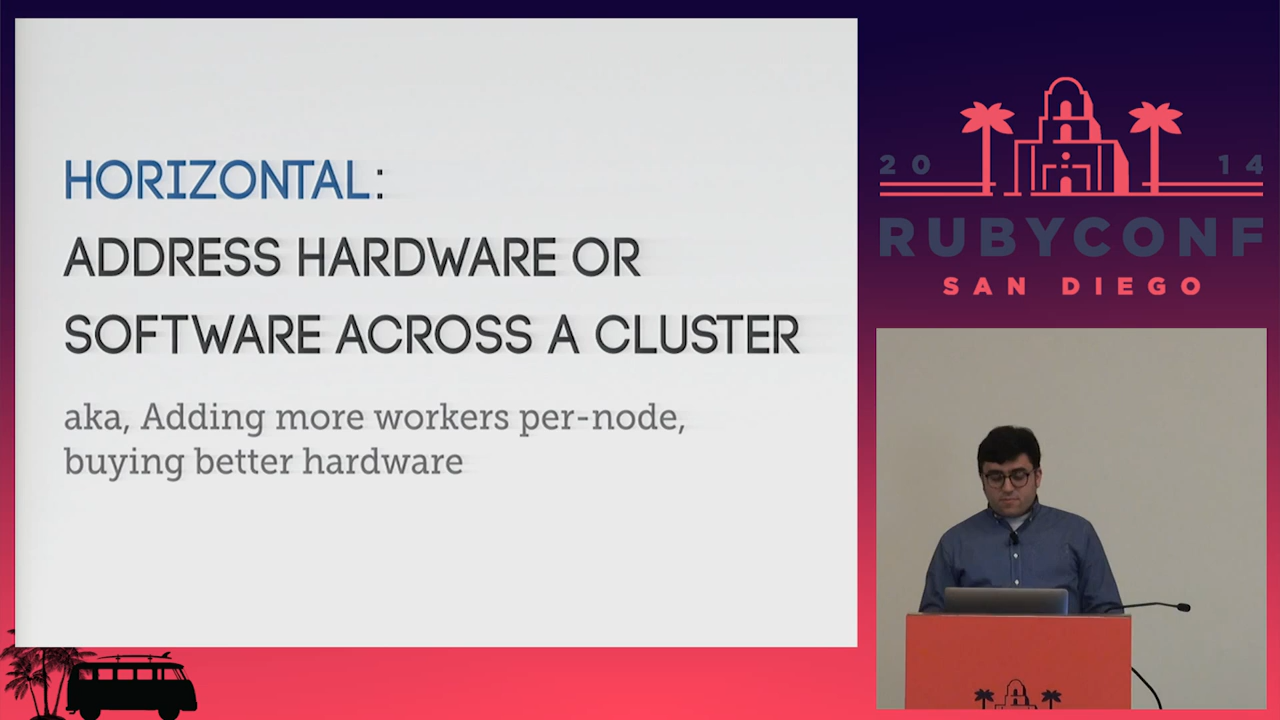 HORIZONTAL:
ADDRESS HARDWARE OR
SOFTWARE ACROSS A CLUSTER
aka, Adding more workers per-node,
buying better hardware
20 14
RUBYCONF
SAN DIEGO